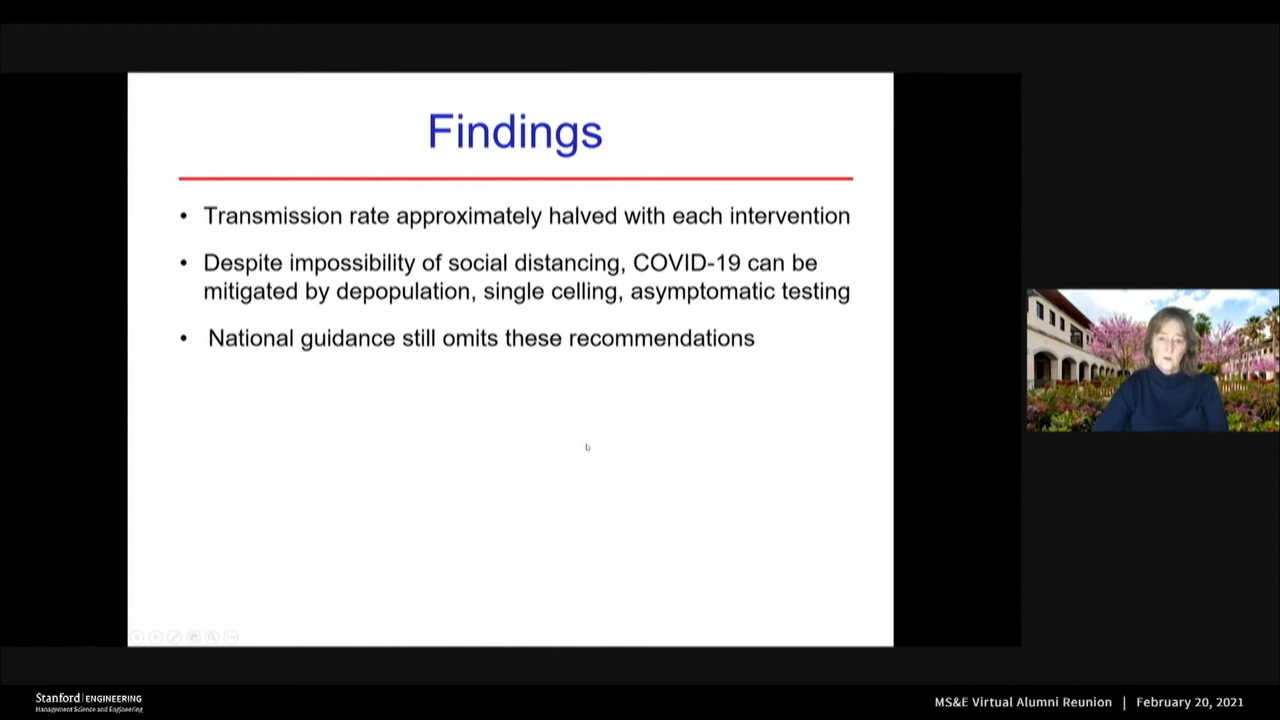 Findings
• Transmission rate approximately halved with each intervention
• Despite impossibility of social distancing, COVID-19 can be
mitigated by depopulation, single celling, asymptomatic testing
• National guidance still omits these recommendations
Stanford | ENGINEERING
Management Science and Engineering
MS&E Virtual Alumni Reunion | February 20, 2021